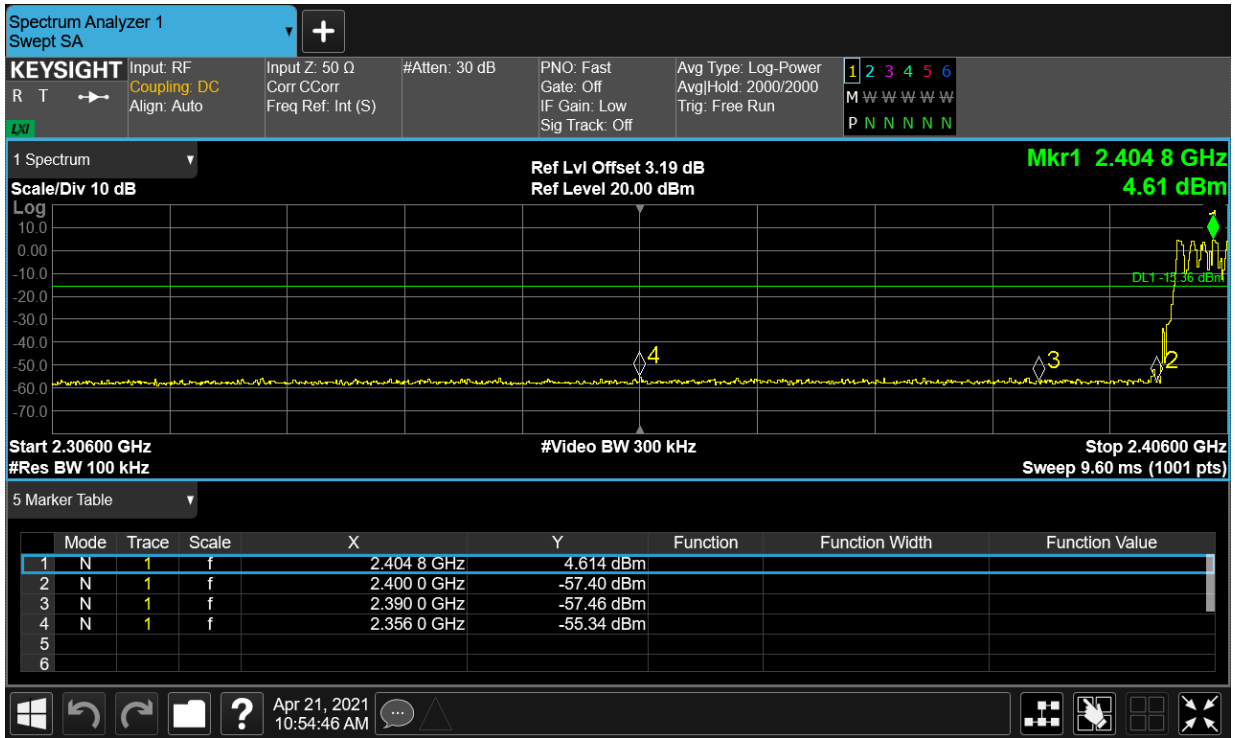 Spectrum Analyzer 1
Swept SA
KEYSIGHT
R T
LXI
Input: RF
Coupling: DC
Align: Auto
Input Z: 50 Ω
Corr CCorr
Freq Ref: Int (S)
#Atten: 30 dB
PNO: Fast
Gate: Off
IF Gain: Low
Sig Track: Off
Avg Type: Log-Power
Avg|Hold: 2000/2000
Trig: Free Run
1 2 3 4 5 6
M W W W W W
P N N N N N
1 Spectrum
Scale/Div 10 dB
Ref Lvl Offset 3.19 dB
Ref Level 20.00 dBm
Mkr1 2.404 8 GHz
4.61 dBm
Log
10.0
0.00
-10.0
-20.0
-30.0
-40.0
-50.0
-60.0
-70.0
1
DL1 -15.36 dBm
4
3
2
Start 2.30600 GHz
#Video BW 300 kHz
Stop 2.40600 GHz
#Res BW 100 kHz
Sweep 9.60 ms (1001 pts)
5 Marker Table
Mode Trace Scale X Y Function Function Width Function Value
1 N 1 f 2.404 8 GHz 4.614 dBm
2 N 1 f 2.400 0 GHz -57.40 dBm
3 N 1 f 2.390 0 GHz -57.46 dBm
4 N 1 f 2.356 0 GHz -55.34 dBm
5
6
?
Apr 21, 2021
10:54:46 AM